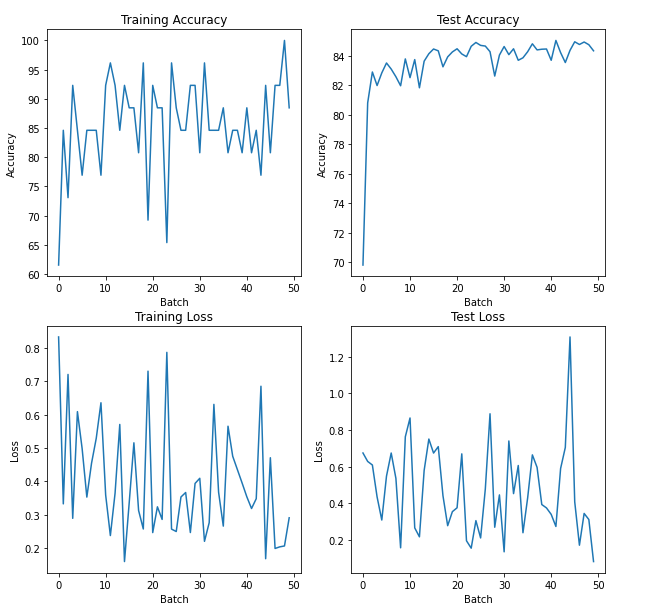 Training Accuracy
100
95
90
85
80
75
70
65
60
Accuracy
0 10 20 30 40 50
Batch
Test Accuracy
84
82
80
78
76
74
72
70
Accuracy
0 10 20 30 40 50
Batch
Training Loss
0.8
0.7
0.6
0.5
0.4
0.3
0.2
Loss
0 10 20 30 40 50
Batch
Test Loss
1.2
1.0
0.8
0.6
0.4
0.2
Loss
0 10 20 30 40 50
Batch